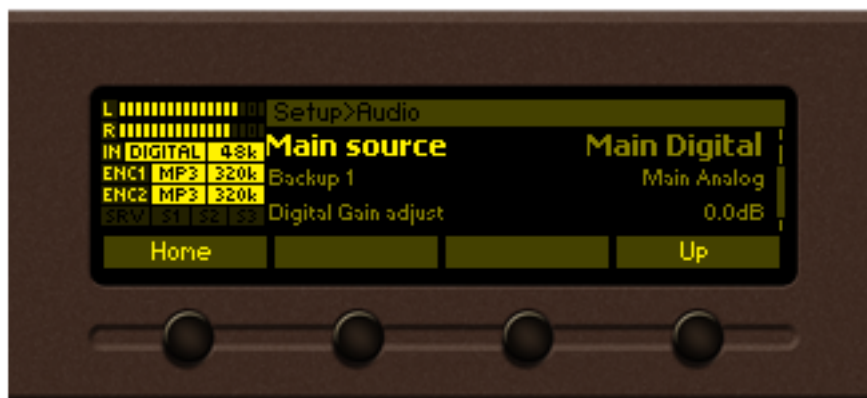 L
R
IN DIGITAL 48k
ENC1 MP3 320k
ENC2 MP3 320k
SRV S1 S2 S3
Setup>Audio
Main source Main Digital
Backup 1 Main Analog
Digital Gain adjust 0.0dB
Home Up